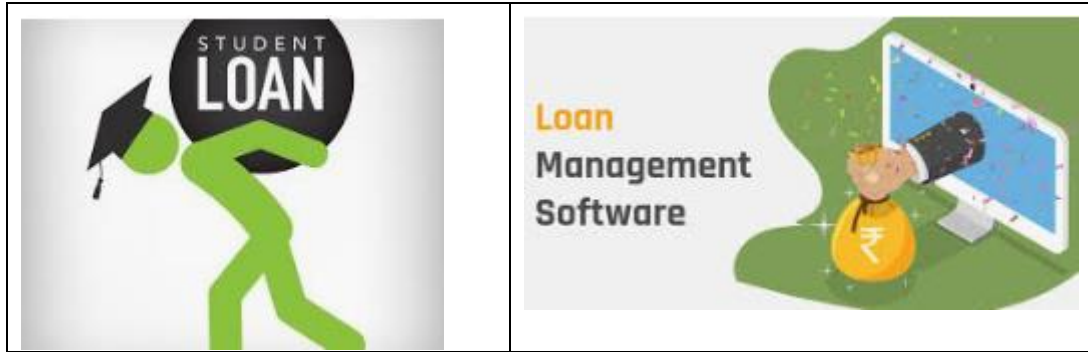 STUDENT
LOAN
Loan
Management
Software
₹